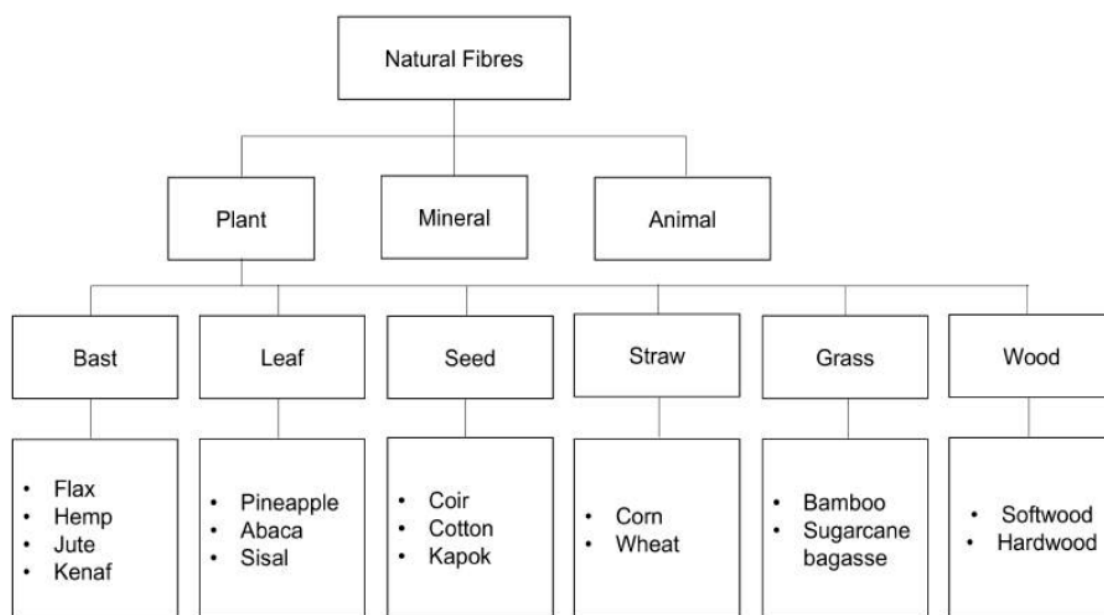 Natural Fibres
Plant
Mineral
Animal
Bast
Leaf
Seed
Straw
Grass
Wood
• Flax
• Hemp
• Jute
• Kenaf
• Pineapple
• Abaca
• Sisal
• Coir
• Cotton
• Kapok
• Corn
• Wheat
• Bamboo
• Sugarcane
bagasse
• Softwood
• Hardwood